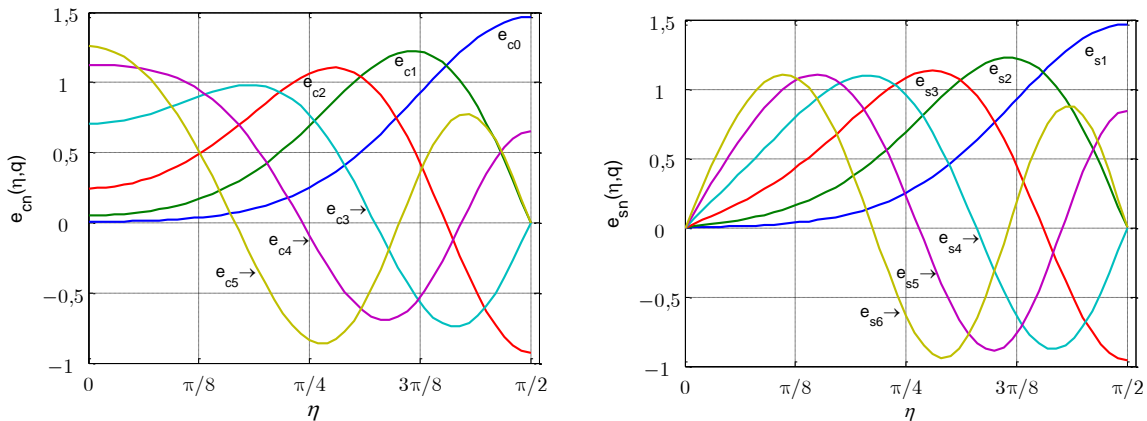 1,5
1
0,5
0
−0,5
−1
e_cn(η,q)
0
π/8
π/4
3π/8
π/2
η
e_c0
e_c1
e_c2
e_c3→
e_c4→
e_c5→
1,5
1
0,5
0
−0,5
−1
e_sn(η,q)
0
π/8
π/4
3π/8
π/2
η
e_s1
e_s2
e_s3
e_s4→
e_s5→
e_s6→